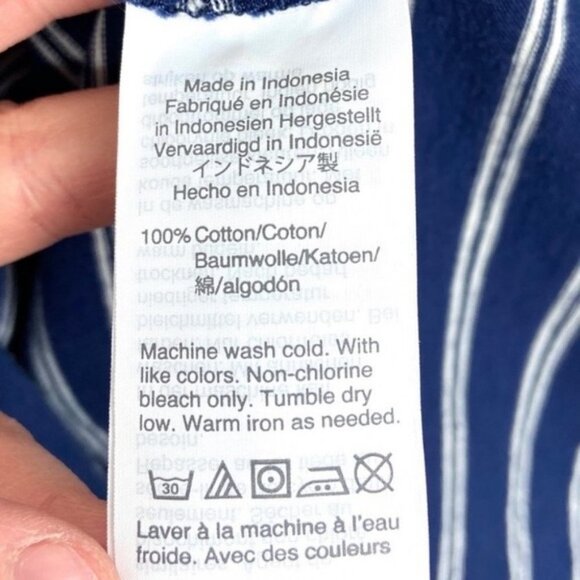 Made in Indonesia
Fabriqué en Indonésie
in Indonesien Hergestellt
Vervaardigd in Indonesië
インドネシア製
Hecho en Indonesia
100% Cotton/Coton/
Baumwolle/Katoen/
綿/algodón
Machine wash cold. With
like colors. Non-chlorine
bleach only. Tumble dry
low. Warm iron as needed.
30
Laver à la machine à l'eau
froide. Avec des couleurs